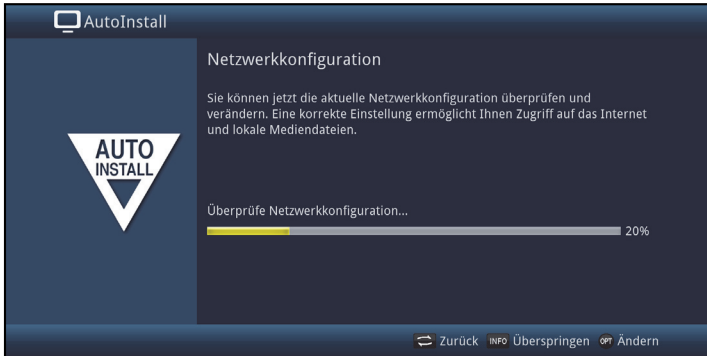 AutoInstall
Netzwerkkonfiguration
Sie können jetzt die aktuelle Netzwerkkonfiguration überprüfen und
verändern. Eine korrekte Einstellung ermöglicht Ihnen Zugriff auf das Internet
und lokale Mediendateien.
AUTO
INSTALL
Überprüfe Netzwerkkonfiguration...
20%
Zurück INFO Überspringen OPT Ändern